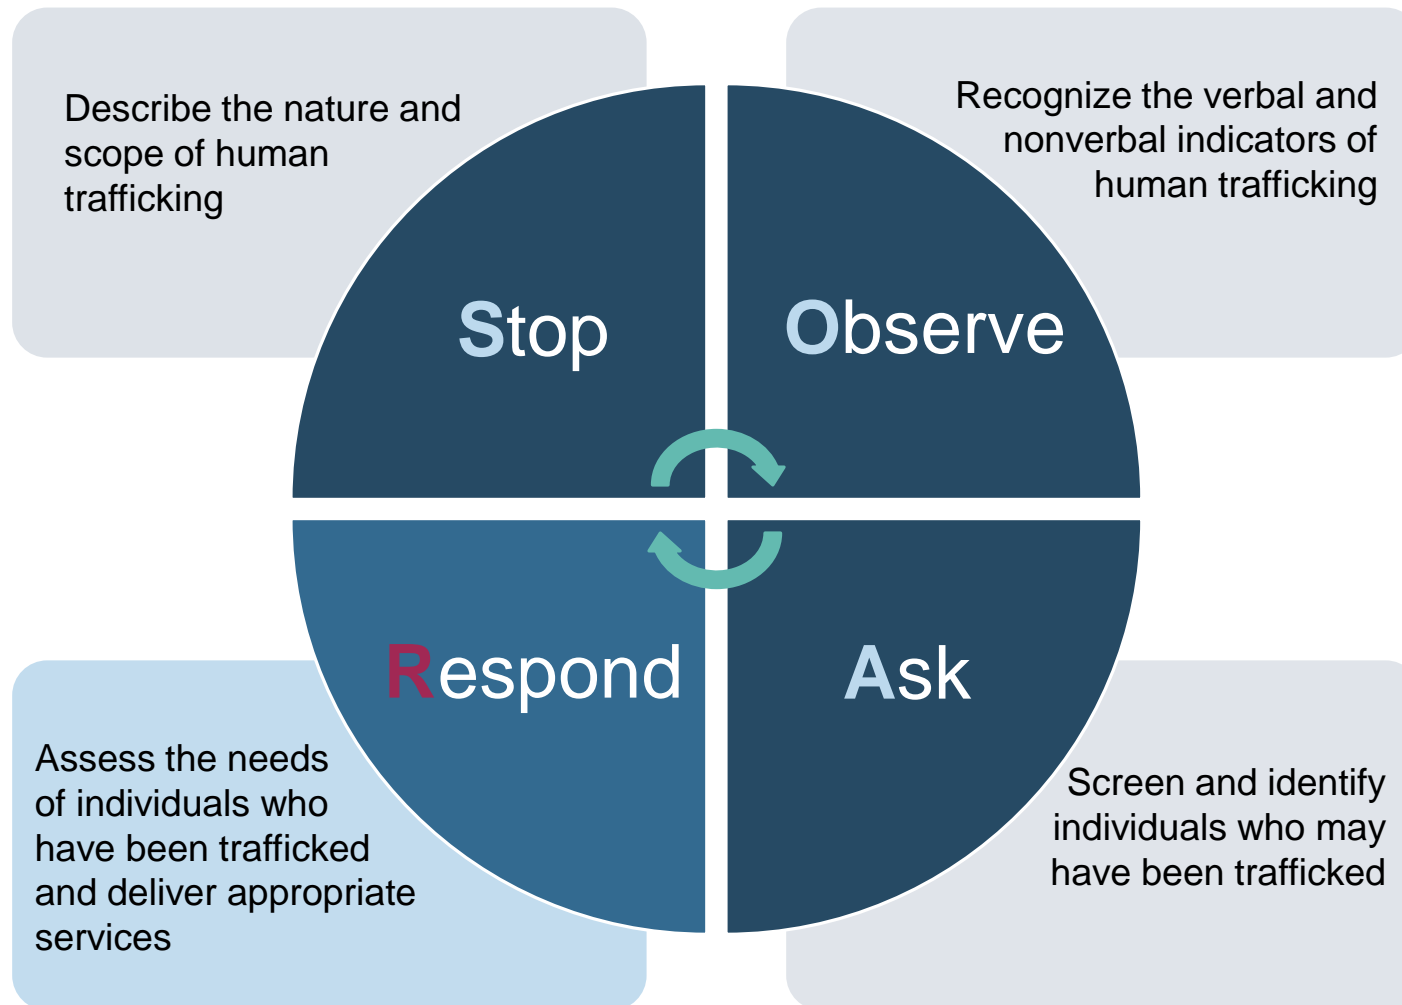 Describe the nature and
scope of human
trafficking
Recognize the verbal and
nonverbal indicators of
human trafficking
Stop
Observe
Respond
Ask
Assess the needs
of individuals who
have been trafficked
and deliver appropriate
services
Screen and identify
individuals who may
have been trafficked